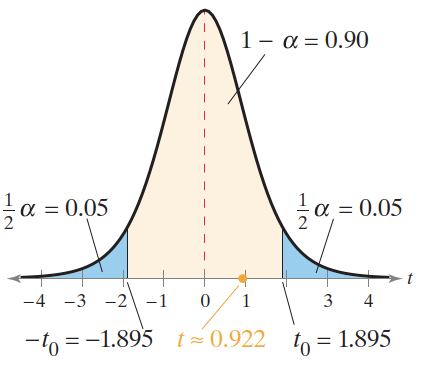 1 − α = 0.90
½α = 0.05
½α = 0.05
t
−4 −3 −2 −1 0 1 3 4
−t₀ = −1.895
t ≈ 0.922
t₀ = 1.895